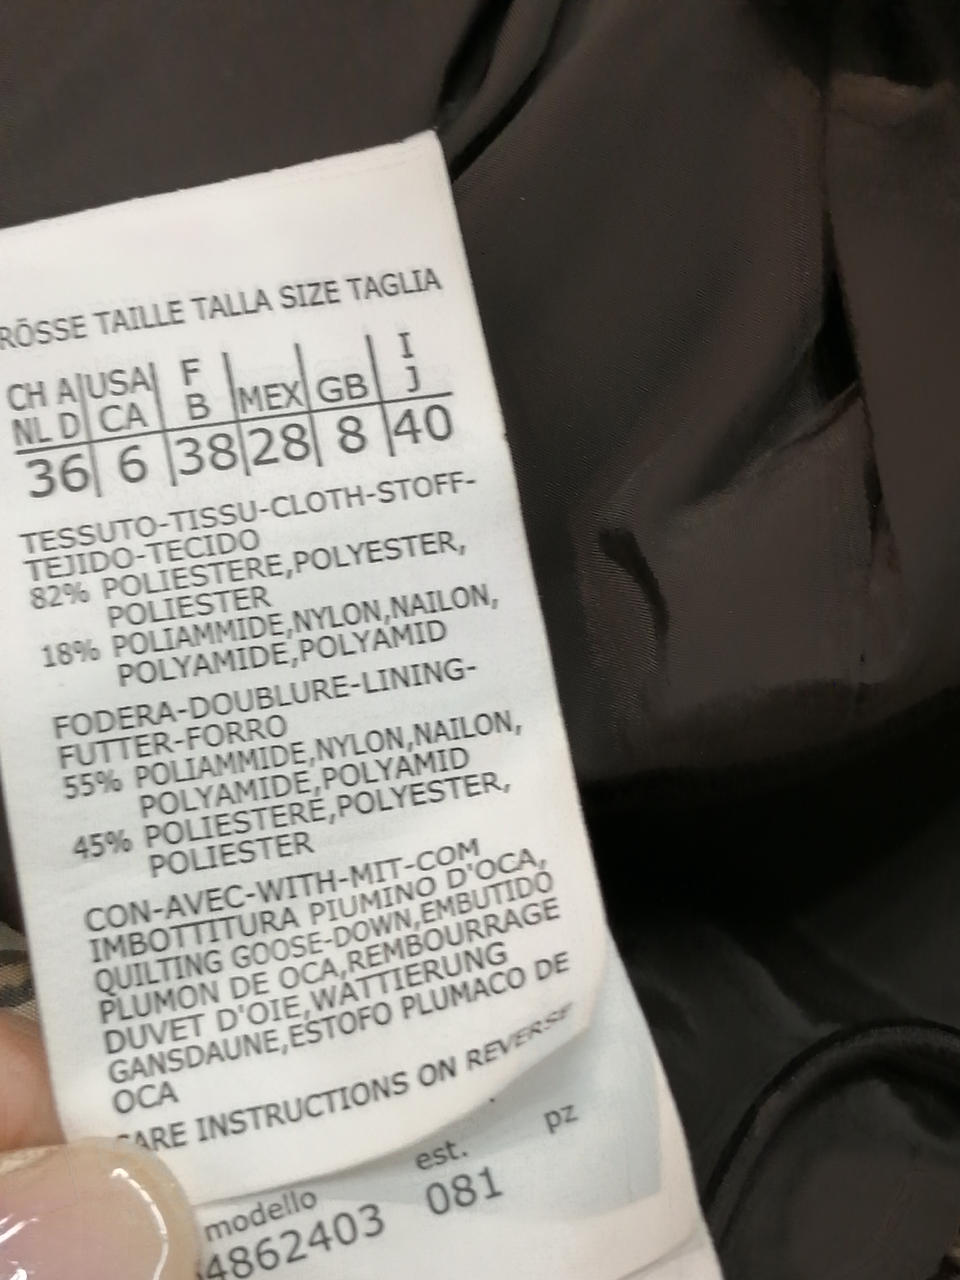 RÖSSE TAILLE TALLA SIZE TAGLIA
CH A USA F MEX GB I
NL D CA B J
36 6 38 28 8 40
TESSUTO-TISSU-CLOTH-STOFF-
TEJIDO-TECIDO
82% POLIESTERE,POLYESTER,
POLIESTER
18% POLIAMMIDE,NYLON,NAILON,
POLYAMIDE,POLYAMID
FODERA-DOUBLURE-LINING-
FUTTER-FORRO
55% POLIAMMIDE,NYLON,NAILON,
POLYAMIDE,POLYAMID
45% POLIESTERE,POLYESTER,
POLIESTER
CON-AVEC-WITH-MIT-COM
IMBOTTITURA PIUMINO D'OCA,
QUILTING GOOSE-DOWN,EMBUTIDO
PLUMON DE OCA,REMBOURRAGE
DUVET D'OIE,WATTIERUNG
GANSDAUNE,ESTOFO PLUMACO DE
OCA
CARE INSTRUCTIONS ON REVERSE
modello est. pz
4862403 081